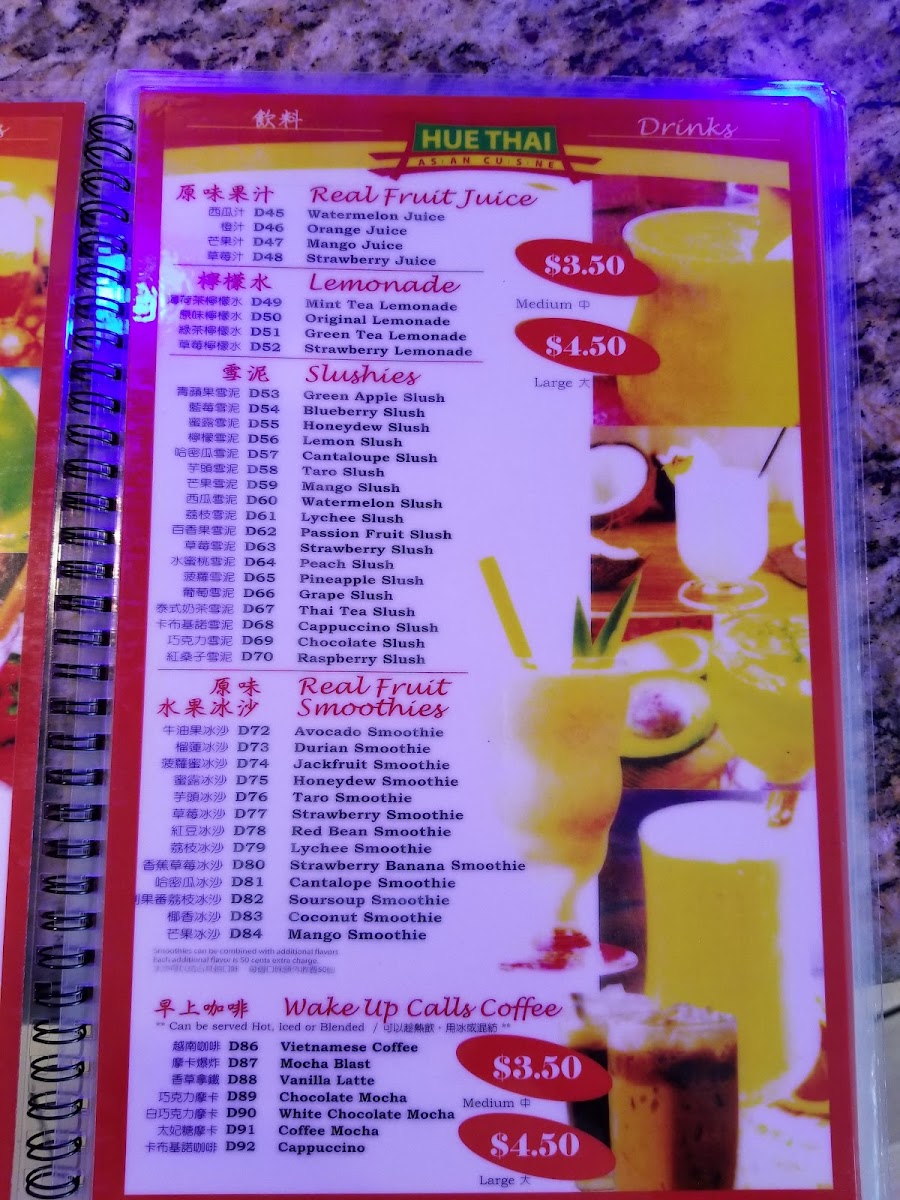 飲料
HUE THAI
ASIAN CUISINE
Drinks
原味果汁 Real Fruit Juice
西瓜汁 D45 Watermelon Juice
橙汁 D46 Orange Juice
芒果汁 D47 Mango Juice
草莓汁 D48 Strawberry Juice
$3.50
Medium 中
$4.50
Large 大
檸檬水 Lemonade
薄荷茶檸檬水 D49 Mint Tea Lemonade
原味檸檬水 D50 Original Lemonade
綠茶檸檬水 D51 Green Tea Lemonade
草莓檸檬水 D52 Strawberry Lemonade
雪泥 Slushies
青蘋果雪泥 D53 Green Apple Slush
藍莓雪泥 D54 Blueberry Slush
蜜露雪泥 D55 Honeydew Slush
檸檬雪泥 D56 Lemon Slush
哈密瓜雪泥 D57 Cantaloupe Slush
芋頭雪泥 D58 Taro Slush
芒果雪泥 D59 Mango Slush
西瓜雪泥 D60 Watermelon Slush
荔枝雪泥 D61 Lychee Slush
百香果雪泥 D62 Passion Fruit Slush
草莓雪泥 D63 Strawberry Slush
水蜜桃雪泥 D64 Peach Slush
菠蘿雪泥 D65 Pineapple Slush
葡萄雪泥 D66 Grape Slush
泰式奶茶雪泥 D67 Thai Tea Slush
卡布基諾雪泥 D68 Cappuccino Slush
巧克力雪泥 D69 Chocolate Slush
紅桑子雪泥 D70 Raspberry Slush
原味 Real Fruit
水果冰沙 Smoothies
牛油果冰沙 D72 Avocado Smoothie
榴蓮冰沙 D73 Durian Smoothie
菠蘿蜜冰沙 D74 Jackfruit Smoothie
蜜露冰沙 D75 Honeydew Smoothie
芋頭冰沙 D76 Taro Smoothie
草莓冰沙 D77 Strawberry Smoothie
紅豆冰沙 D78 Red Bean Smoothie
荔枝冰沙 D79 Lychee Smoothie
香蕉草莓冰沙 D80 Strawberry Banana Smoothie
哈密瓜冰沙 D81 Cantalope Smoothie
果番荔枝冰沙 D82 Soursoup Smoothie
椰香冰沙 D83 Coconut Smoothie
芒果冰沙 D84 Mango Smoothie
Smoothies can be combined with additional flavors.
Each additional flavor is 50 cents extra charge.
早上咖啡 Wake Up Calls Coffee
** Can be served Hot, Iced or Blended / 可以趁熱飲，用冰或混紡 **
越南咖啡 D86 Vietnamese Coffee
摩卡爆炸 D87 Mocha Blast
香草拿鐵 D88 Vanilla Latte
巧克力摩卡 D89 Chocolate Mocha
白巧克力摩卡 D90 White Chocolate Mocha
太妃糖摩卡 D91 Coffee Mocha
卡布基諾咖啡 D92 Cappuccino
$3.50
Medium 中
$4.50
Large 大